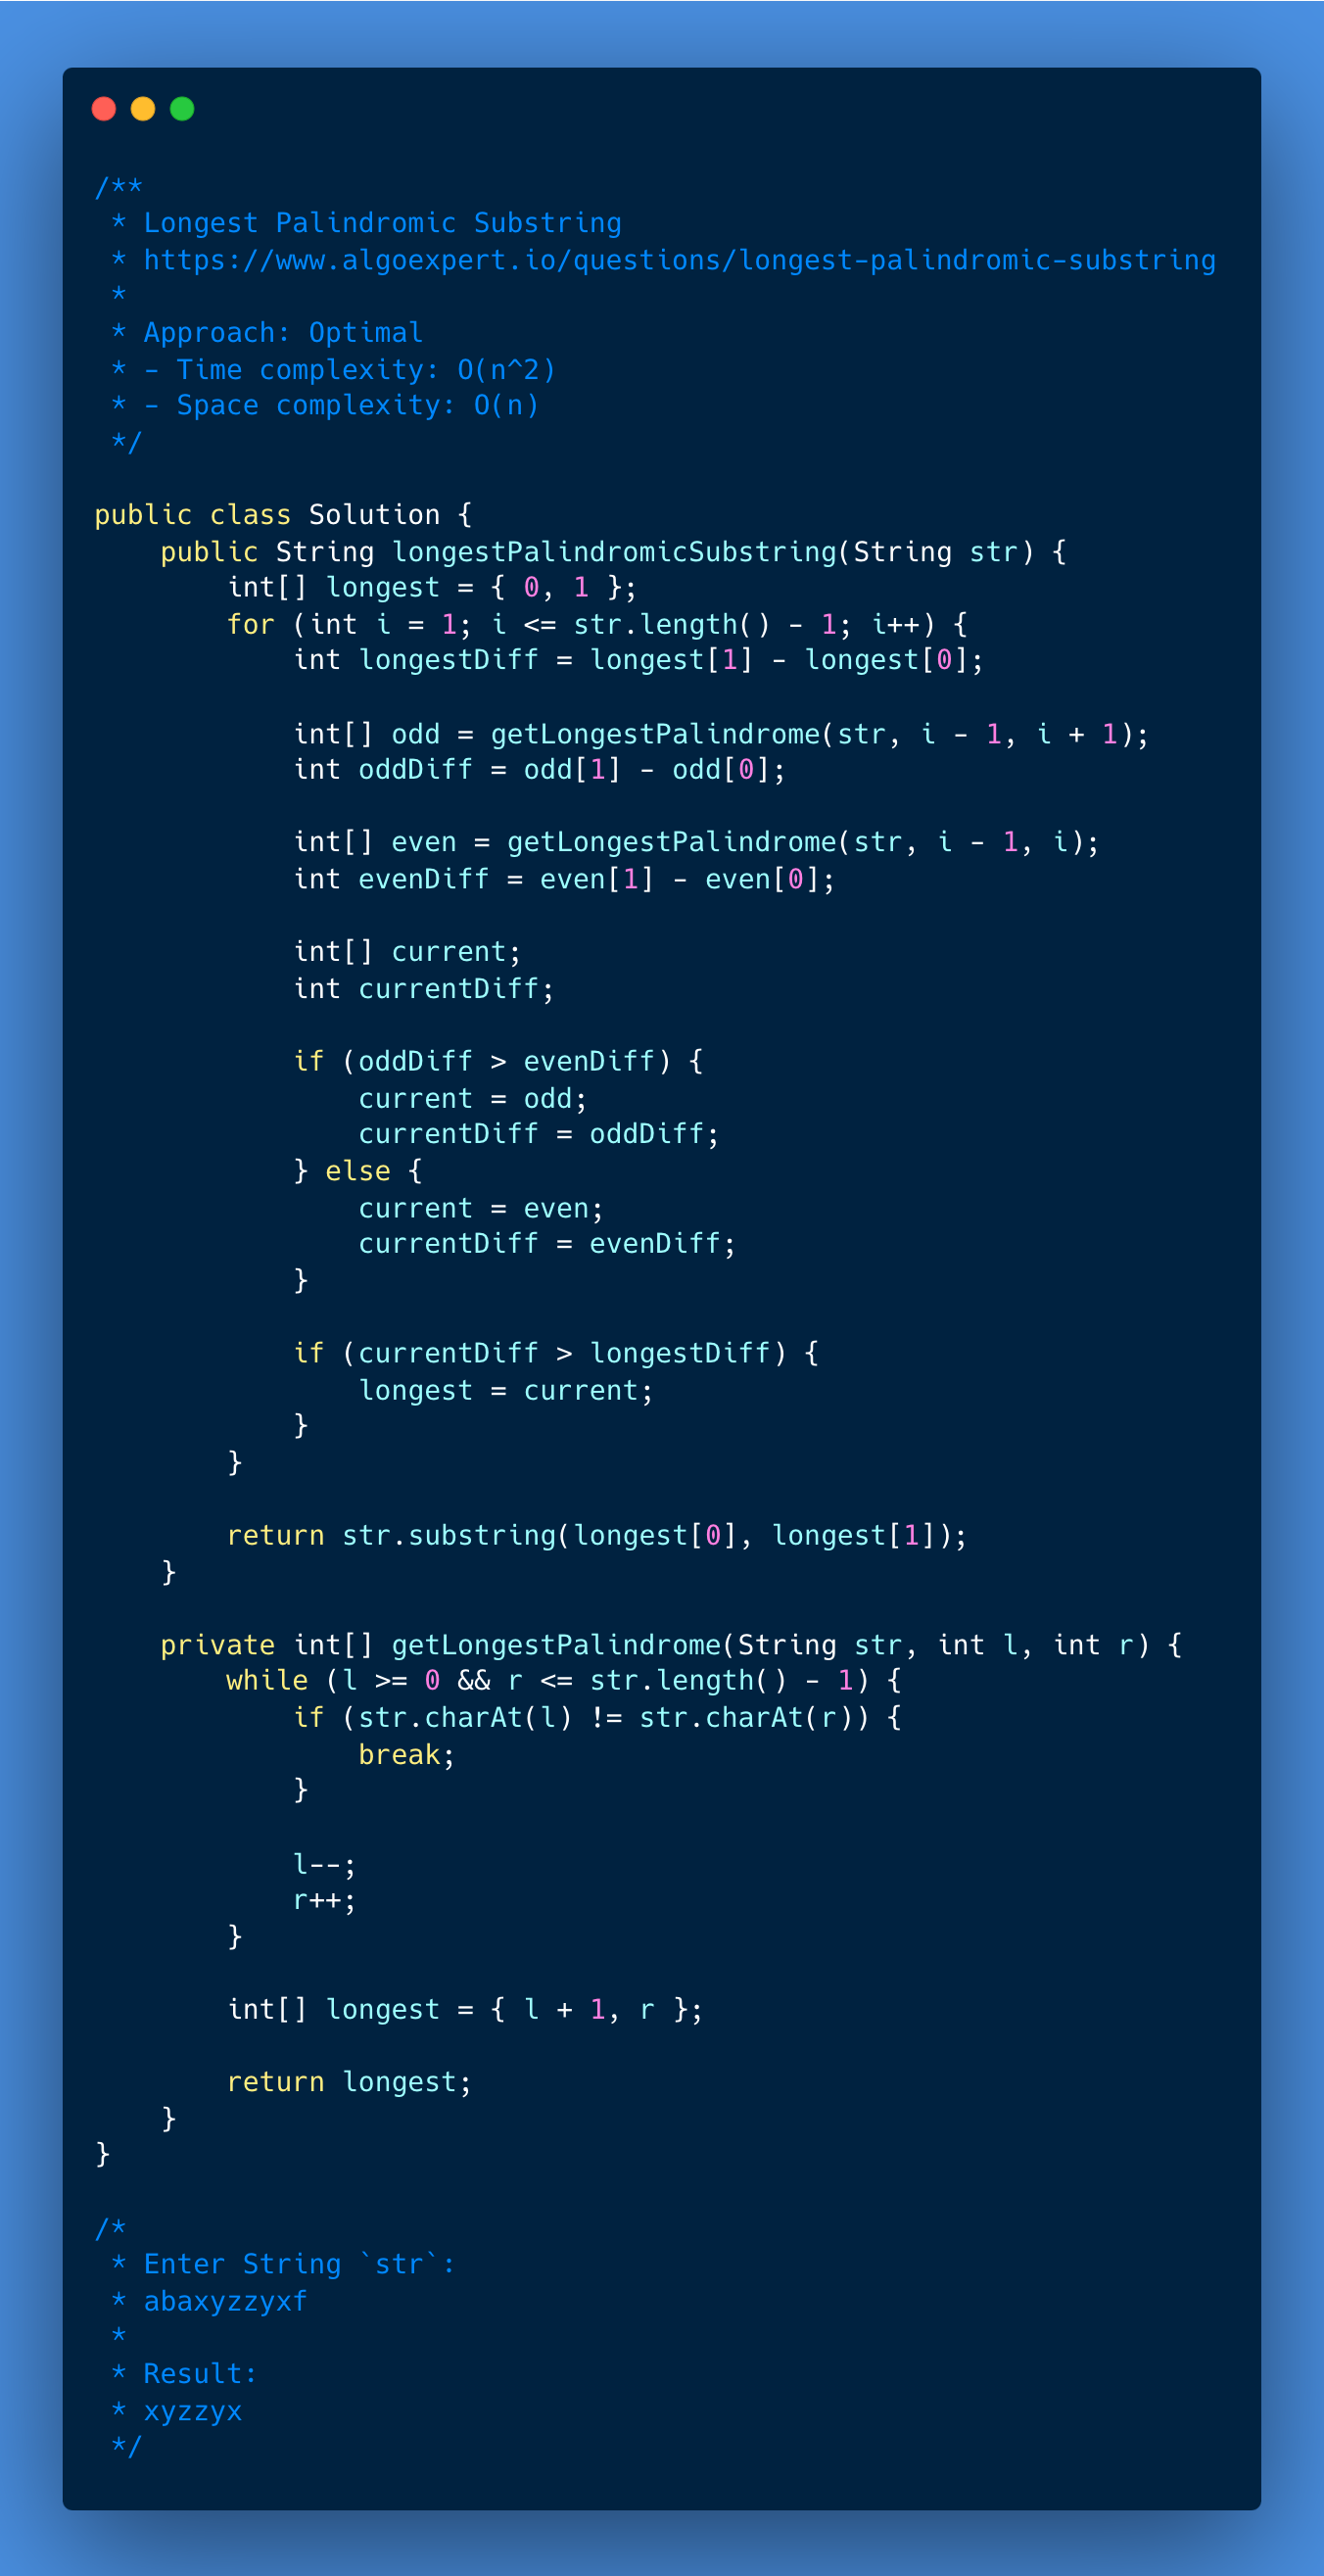 /**
 * Longest Palindromic Substring
 * https://www.algoexpert.io/questions/longest-palindromic-substring
 *
 * Approach: Optimal
 * - Time complexity: O(n^2)
 * - Space complexity: O(n)
 */

public class Solution {
    public String longestPalindromicSubstring(String str) {
        int[] longest = { 0, 1 };
        for (int i = 1; i <= str.length() - 1; i++) {
            int longestDiff = longest[1] - longest[0];

            int[] odd = getLongestPalindrome(str, i - 1, i + 1);
            int oddDiff = odd[1] - odd[0];

            int[] even = getLongestPalindrome(str, i - 1, i);
            int evenDiff = even[1] - even[0];

            int[] current;
            int currentDiff;

            if (oddDiff > evenDiff) {
                current = odd;
                currentDiff = oddDiff;
            } else {
                current = even;
                currentDiff = evenDiff;
            }

            if (currentDiff > longestDiff) {
                longest = current;
            }
        }

        return str.substring(longest[0], longest[1]);
    }

    private int[] getLongestPalindrome(String str, int l, int r) {
        while (l >= 0 && r <= str.length() - 1) {
            if (str.charAt(l) != str.charAt(r)) {
                break;
            }

            l--;
            r++;
        }

        int[] longest = { l + 1, r };

        return longest;
    }
}

/*
 * Enter String `str`:
 * abaxyzzyxf
 *
 * Result:
 * xyzzyx
 */